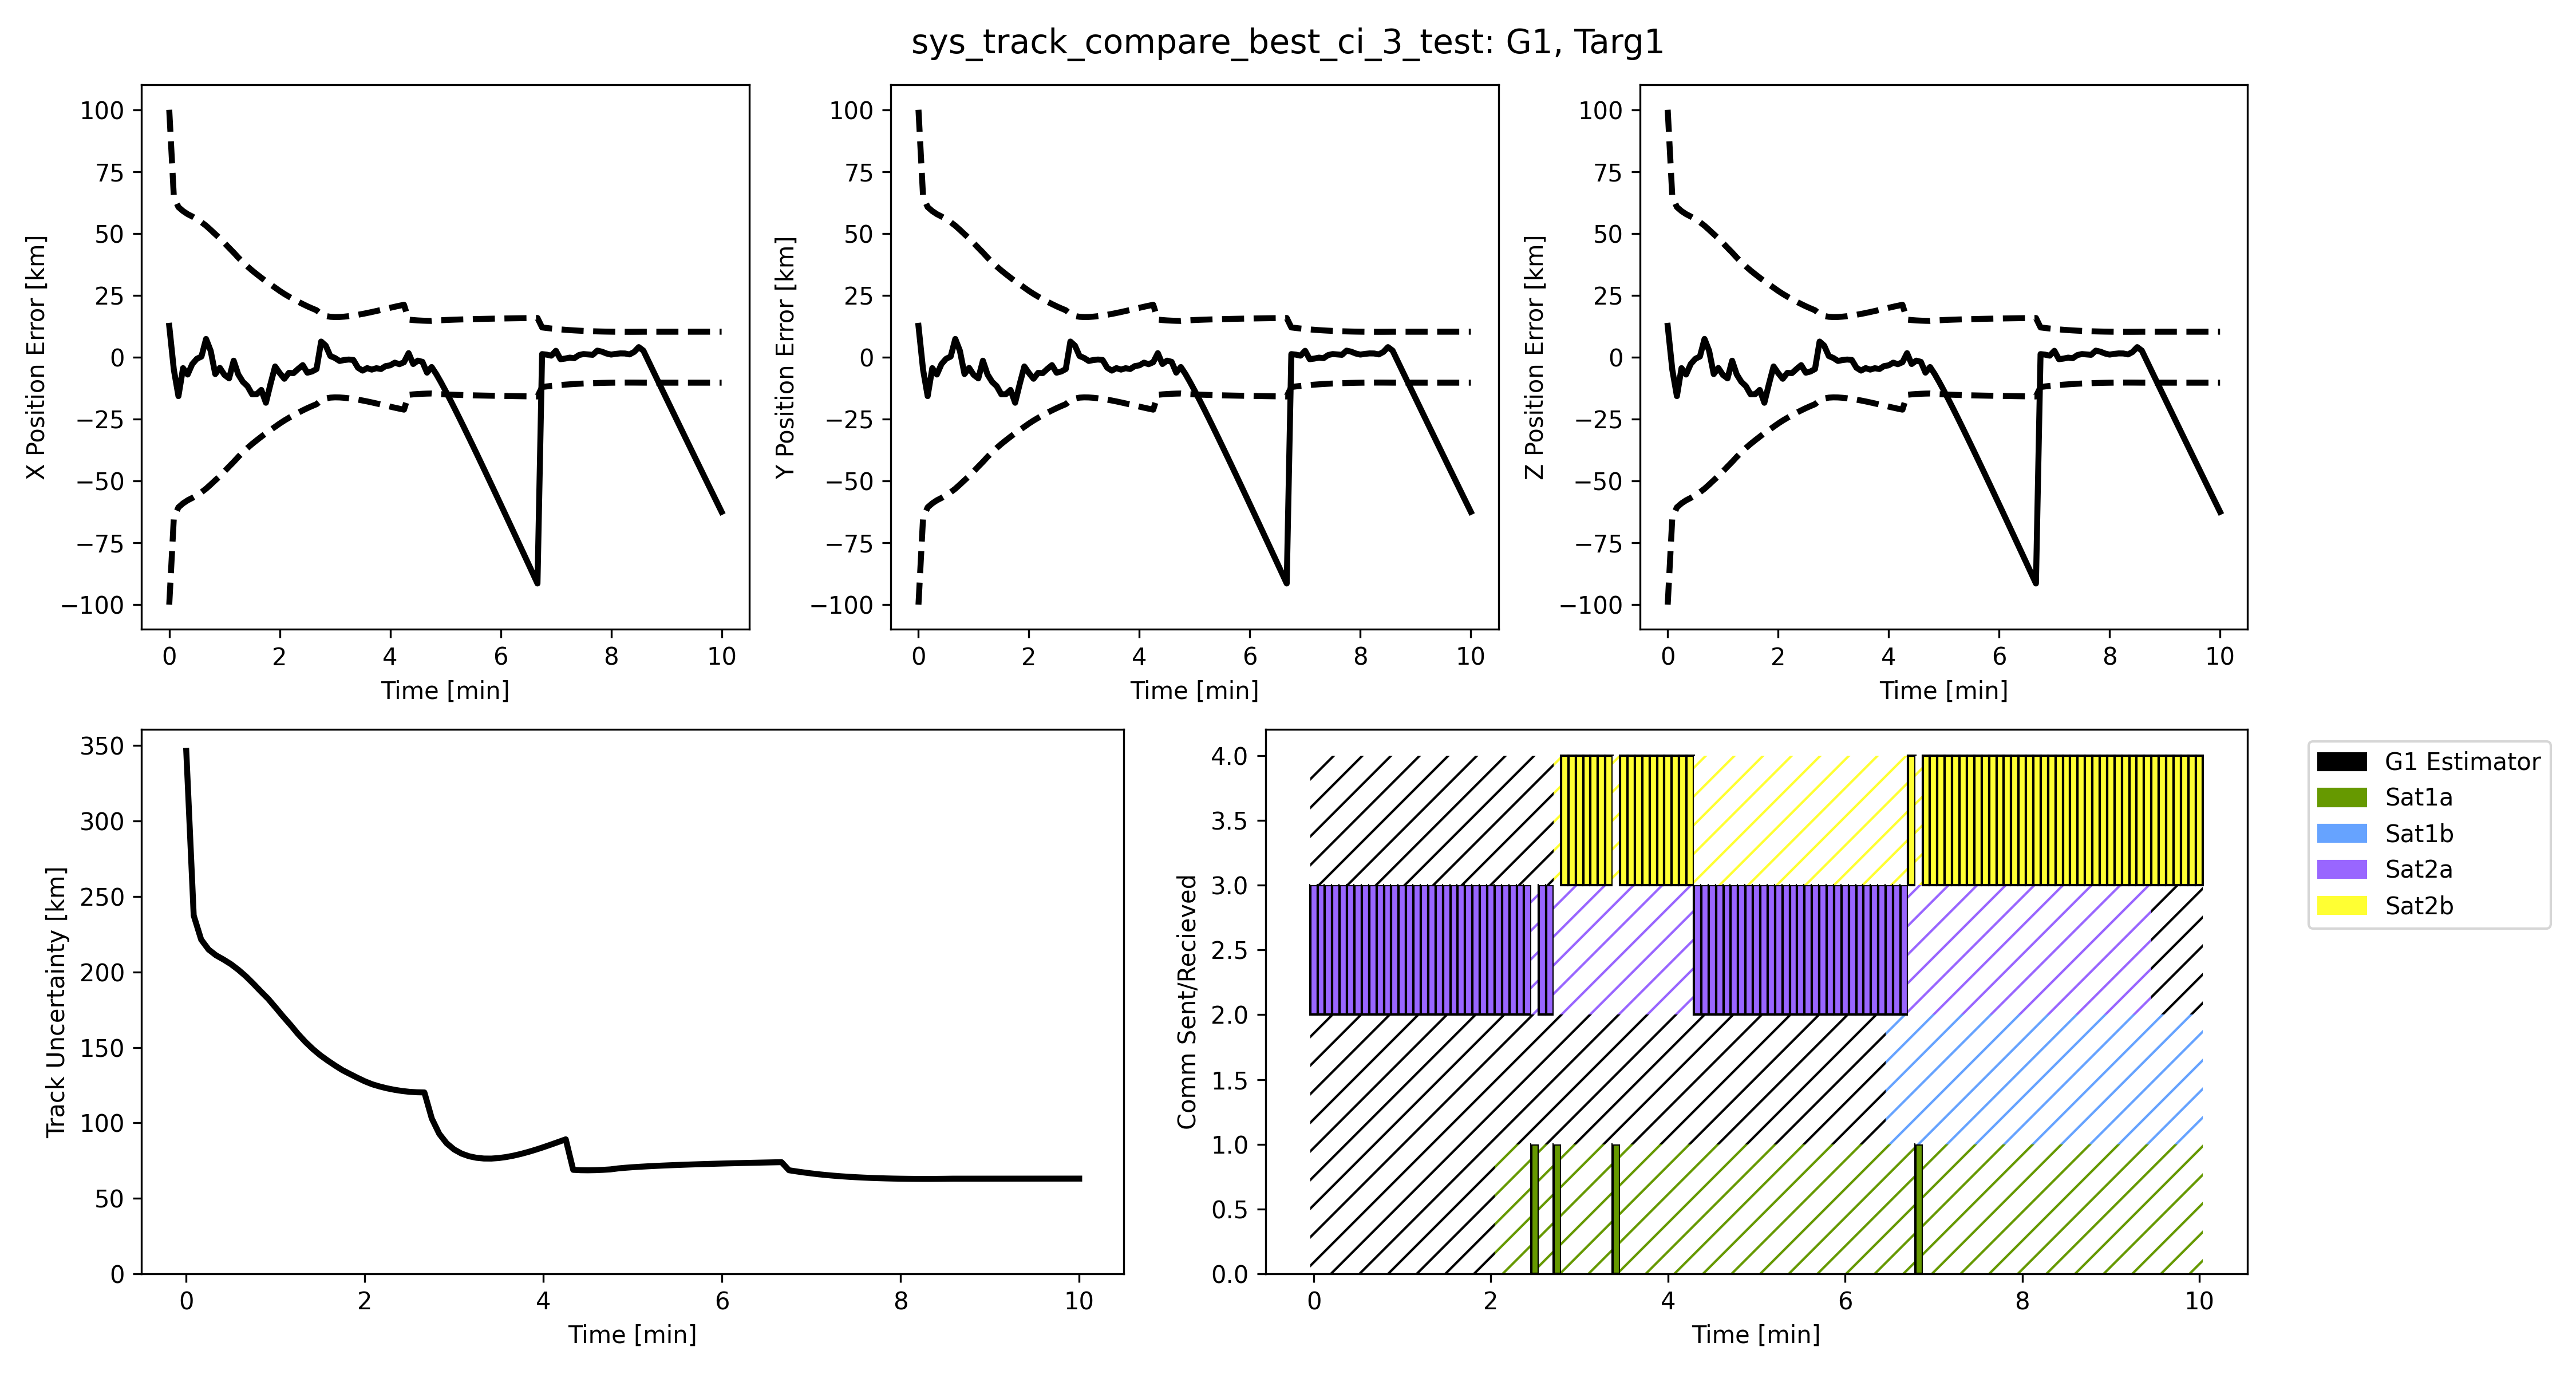 sys_track_compare_best_ci_3_test: G1, Targ1
100
75
50
25
0
−25
−50
−75
−100
X Position Error [km]
0 2 4 6 8 10
Time [min]
100
75
50
25
0
−25
−50
−75
−100
Y Position Error [km]
0 2 4 6 8 10
Time [min]
100
75
50
25
0
−25
−50
−75
−100
Z Position Error [km]
0 2 4 6 8 10
Time [min]
350
300
250
200
150
100
50
0
Track Uncertainty [km]
0 2 4 6 8 10
Time [min]
4.0
3.5
3.0
2.5
2.0
1.5
1.0
0.5
0.0
Comm Sent/Recieved
0 2 4 6 8 10
Time [min]
G1 Estimator
Sat1a
Sat1b
Sat2a
Sat2b